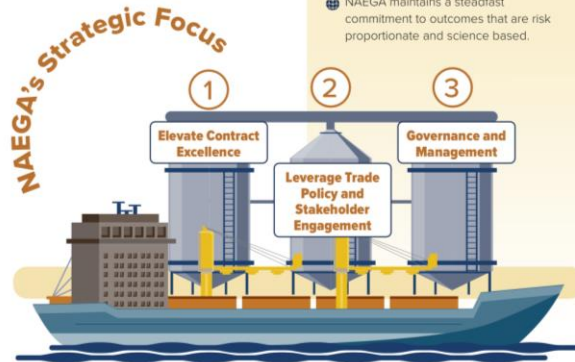 NAEGA maintains a steadfast
commitment to outcomes that are risk
proportionate and science based.
NAEGA's Strategic Focus
1
2
3
Elevate Contract
Excellence
Leverage Trade
Policy and
Stakeholder
Engagement
Governance and
Management